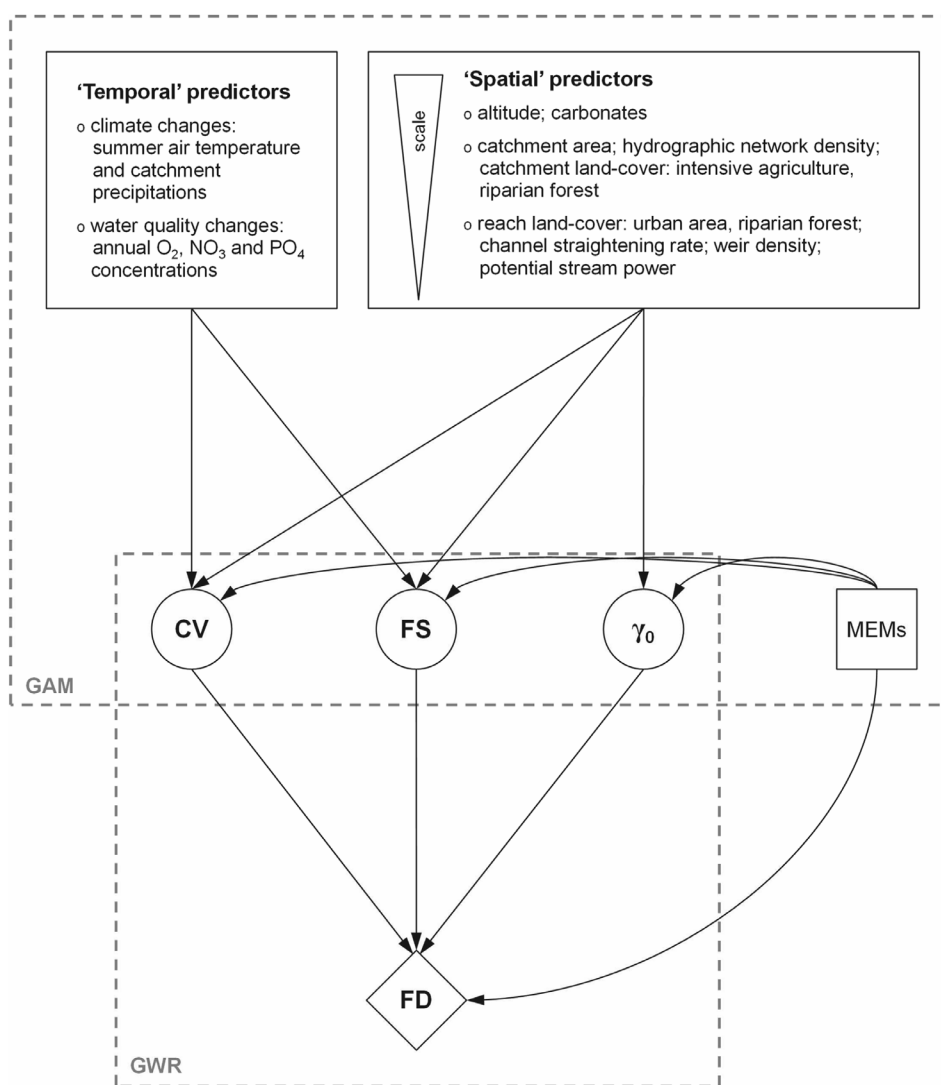 ‘Temporal’ predictors
o climate changes:
summer air temperature
and catchment
precipitations
o water quality changes:
annual O₂, NO₃ and PO₄
concentrations
scale
‘Spatial’ predictors
o altitude; carbonates
o catchment area; hydrographic network density;
catchment land-cover: intensive agriculture,
riparian forest
o reach land-cover: urban area, riparian forest;
channel straightening rate; weir density;
potential stream power
CV
FS
γ₀
MEMs
GAM
FD
GWR